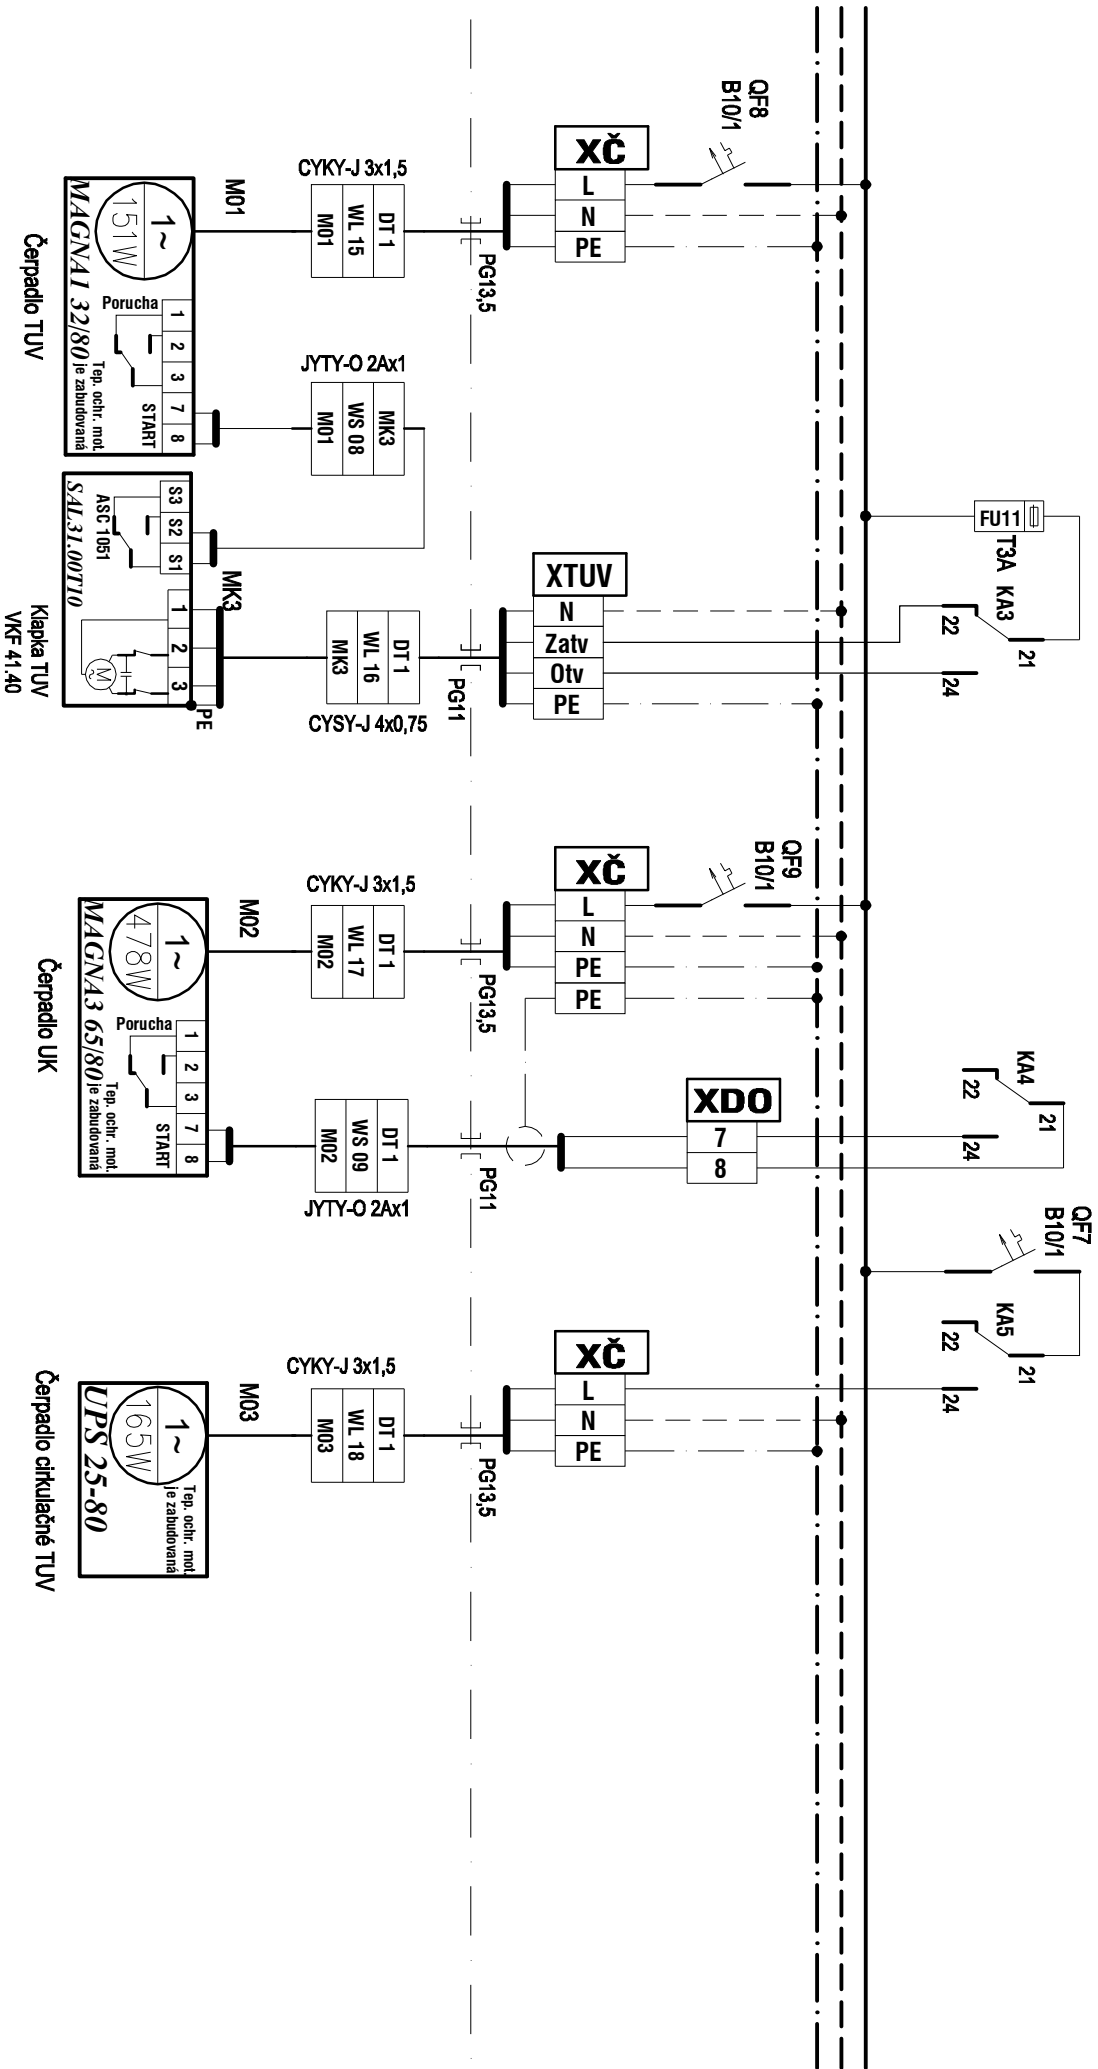 QF8
B10/1
XČ
L
N
PE
PG13,5
CYKY-J 3x1,5
DT 1
WL 15
M01
M01
1~
151W
MAGNA1 32/80
Porucha
1
2
3
7
8
START
Tep. ochr. mot.
je zabudovaná
Čerpadlo TUV
JYTY-O 2Ax1
MK3
WS 08
M01
FU11
T3A
KA3
22
21
24
XTUV
N
Zatv
Otv
PE
PG11
DT 1
WL 16
MK3
CYSY-J 4x0,75
MK3
S3
S2
S1
1
2
3
PE
ASC 1051
M
~
SAL31.00T10
Klapka TUV
VKF 41.40
QF9
B10/1
XČ
L
N
PE
PE
PG13,5
CYKY-J 3x1,5
DT 1
WL 17
M02
M02
1~
478W
MAGNA3 65/80
Porucha
1
2
3
7
8
START
Tep. ochr. mot.
je zabudovaná
Čerpadlo UK
KA4
22
21
24
XDO
7
8
PG11
DT 1
WS 09
M02
JYTY-O 2Ax1
QF7
B10/1
KA5
22
21
24
XČ
L
N
PE
PG13,5
CYKY-J 3x1,5
DT 1
WL 18
M03
M03
1~
165W
UPS 25-80
Tep. ochr. mot.
je zabudovaná
Čerpadlo cirkulačné TUV